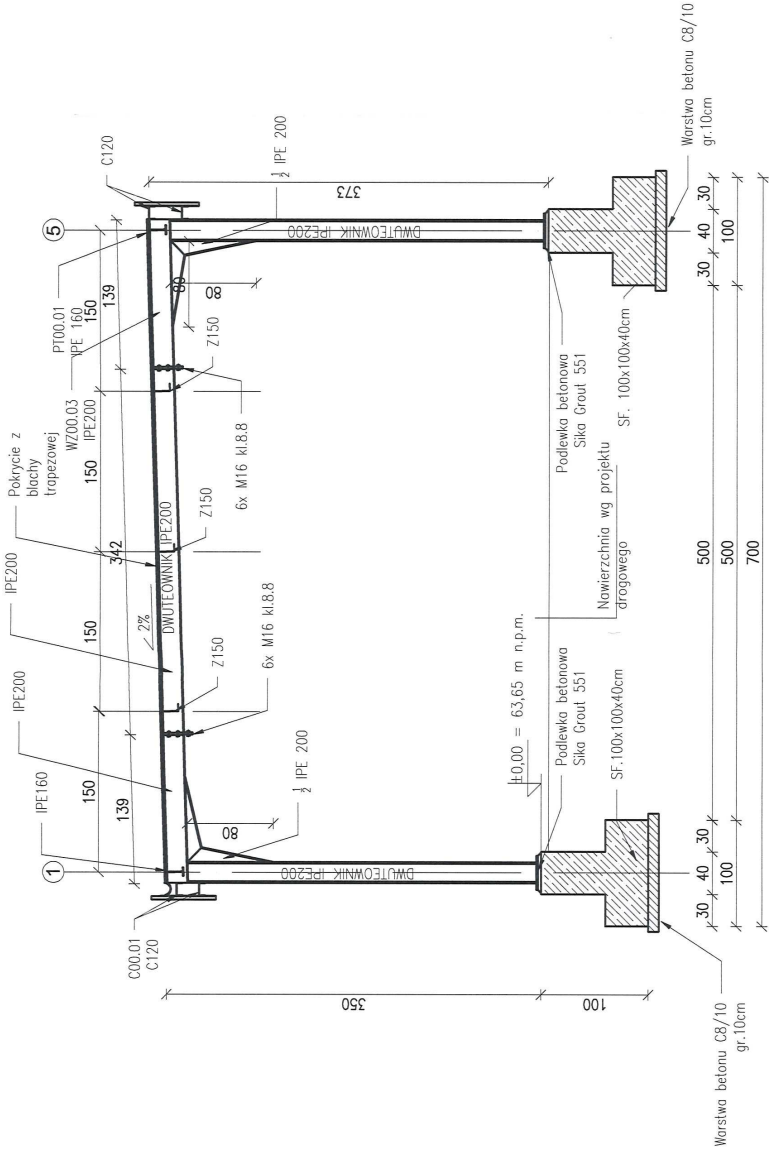 Pokrycie z
blachy
trapezowej
IPE200
IPE200
IPE160
1
5
PT00.01
IPE 160
WZ00.03
IPE200
C120
150
150
150
150
139
342
139
2%
DWUTEOWNIK IPE200
Z150
Z150
Z150
6x M16 kl.8.8
6x M16 kl.8.8
C00.01
C120
½ IPE 200
½ IPE 200
80
80
80
DWUTEOWNIK IPE200
DWUTEOWNIK IPE200
350
100
373
±0,00 = 63,65 m n.p.m.
Podlewka betonowa
Sika Grout 551
Podlewka betonowa
Sika Grout 551
SF.100x100x40cm
SF. 100x100x40cm
Nawierzchnia wg projektu
drogowego
Warstwa betonu C8/10
gr.10cm
Warstwa betonu C8/10
gr.10cm
30
40
30
500
30
40
30
100
500
100
700